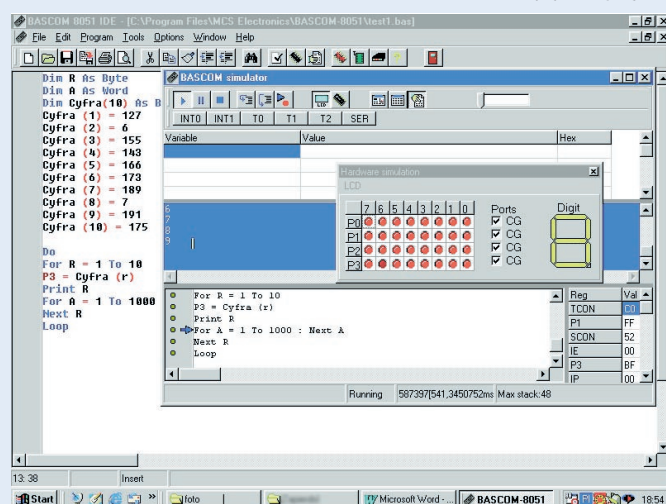 BASCOM 8051 IDE - [C:\Program Files\MCS Electronics\BASCOM-8051\test1.bas]
File Edit Program Tools Options Window Help
Dim R As Byte
Dim A As Word
Dim Cyfra(10) As B
Cyfra (1) = 127
Cyfra (2) = 6
Cyfra (3) = 155
Cyfra (4) = 143
Cyfra (5) = 166
Cyfra (6) = 173
Cyfra (7) = 189
Cyfra (8) = 7
Cyfra (9) = 191
Cyfra (10) = 175
Do
For R = 1 To 10
P3 = Cyfra (r)
Print R
For A = 1 To 1000
Next R
Loop
BASCOM simulator
INT0 INT1 T0 T1 T2 SER
Variable Value Hex
6
7
8
9
Hardware simulation
LCD
7 6 5 4 3 2 1 0 Ports Digit
P0 CG
P1 CG
P2 CG
P3 CG
For R = 1 To 10
P3 = Cyfra (r)
Print R
For A = 1 To 1000 : Next A
Next R
Loop
Reg Val
TCON C0
P1 FF
SCON 52
IE 00
P3 BF
IP 00
Running 587397[541,3450752ms Max stack:48
13: 38 Insert
Start » foto Microsoft Word - ... BASCOM-8051 18:54